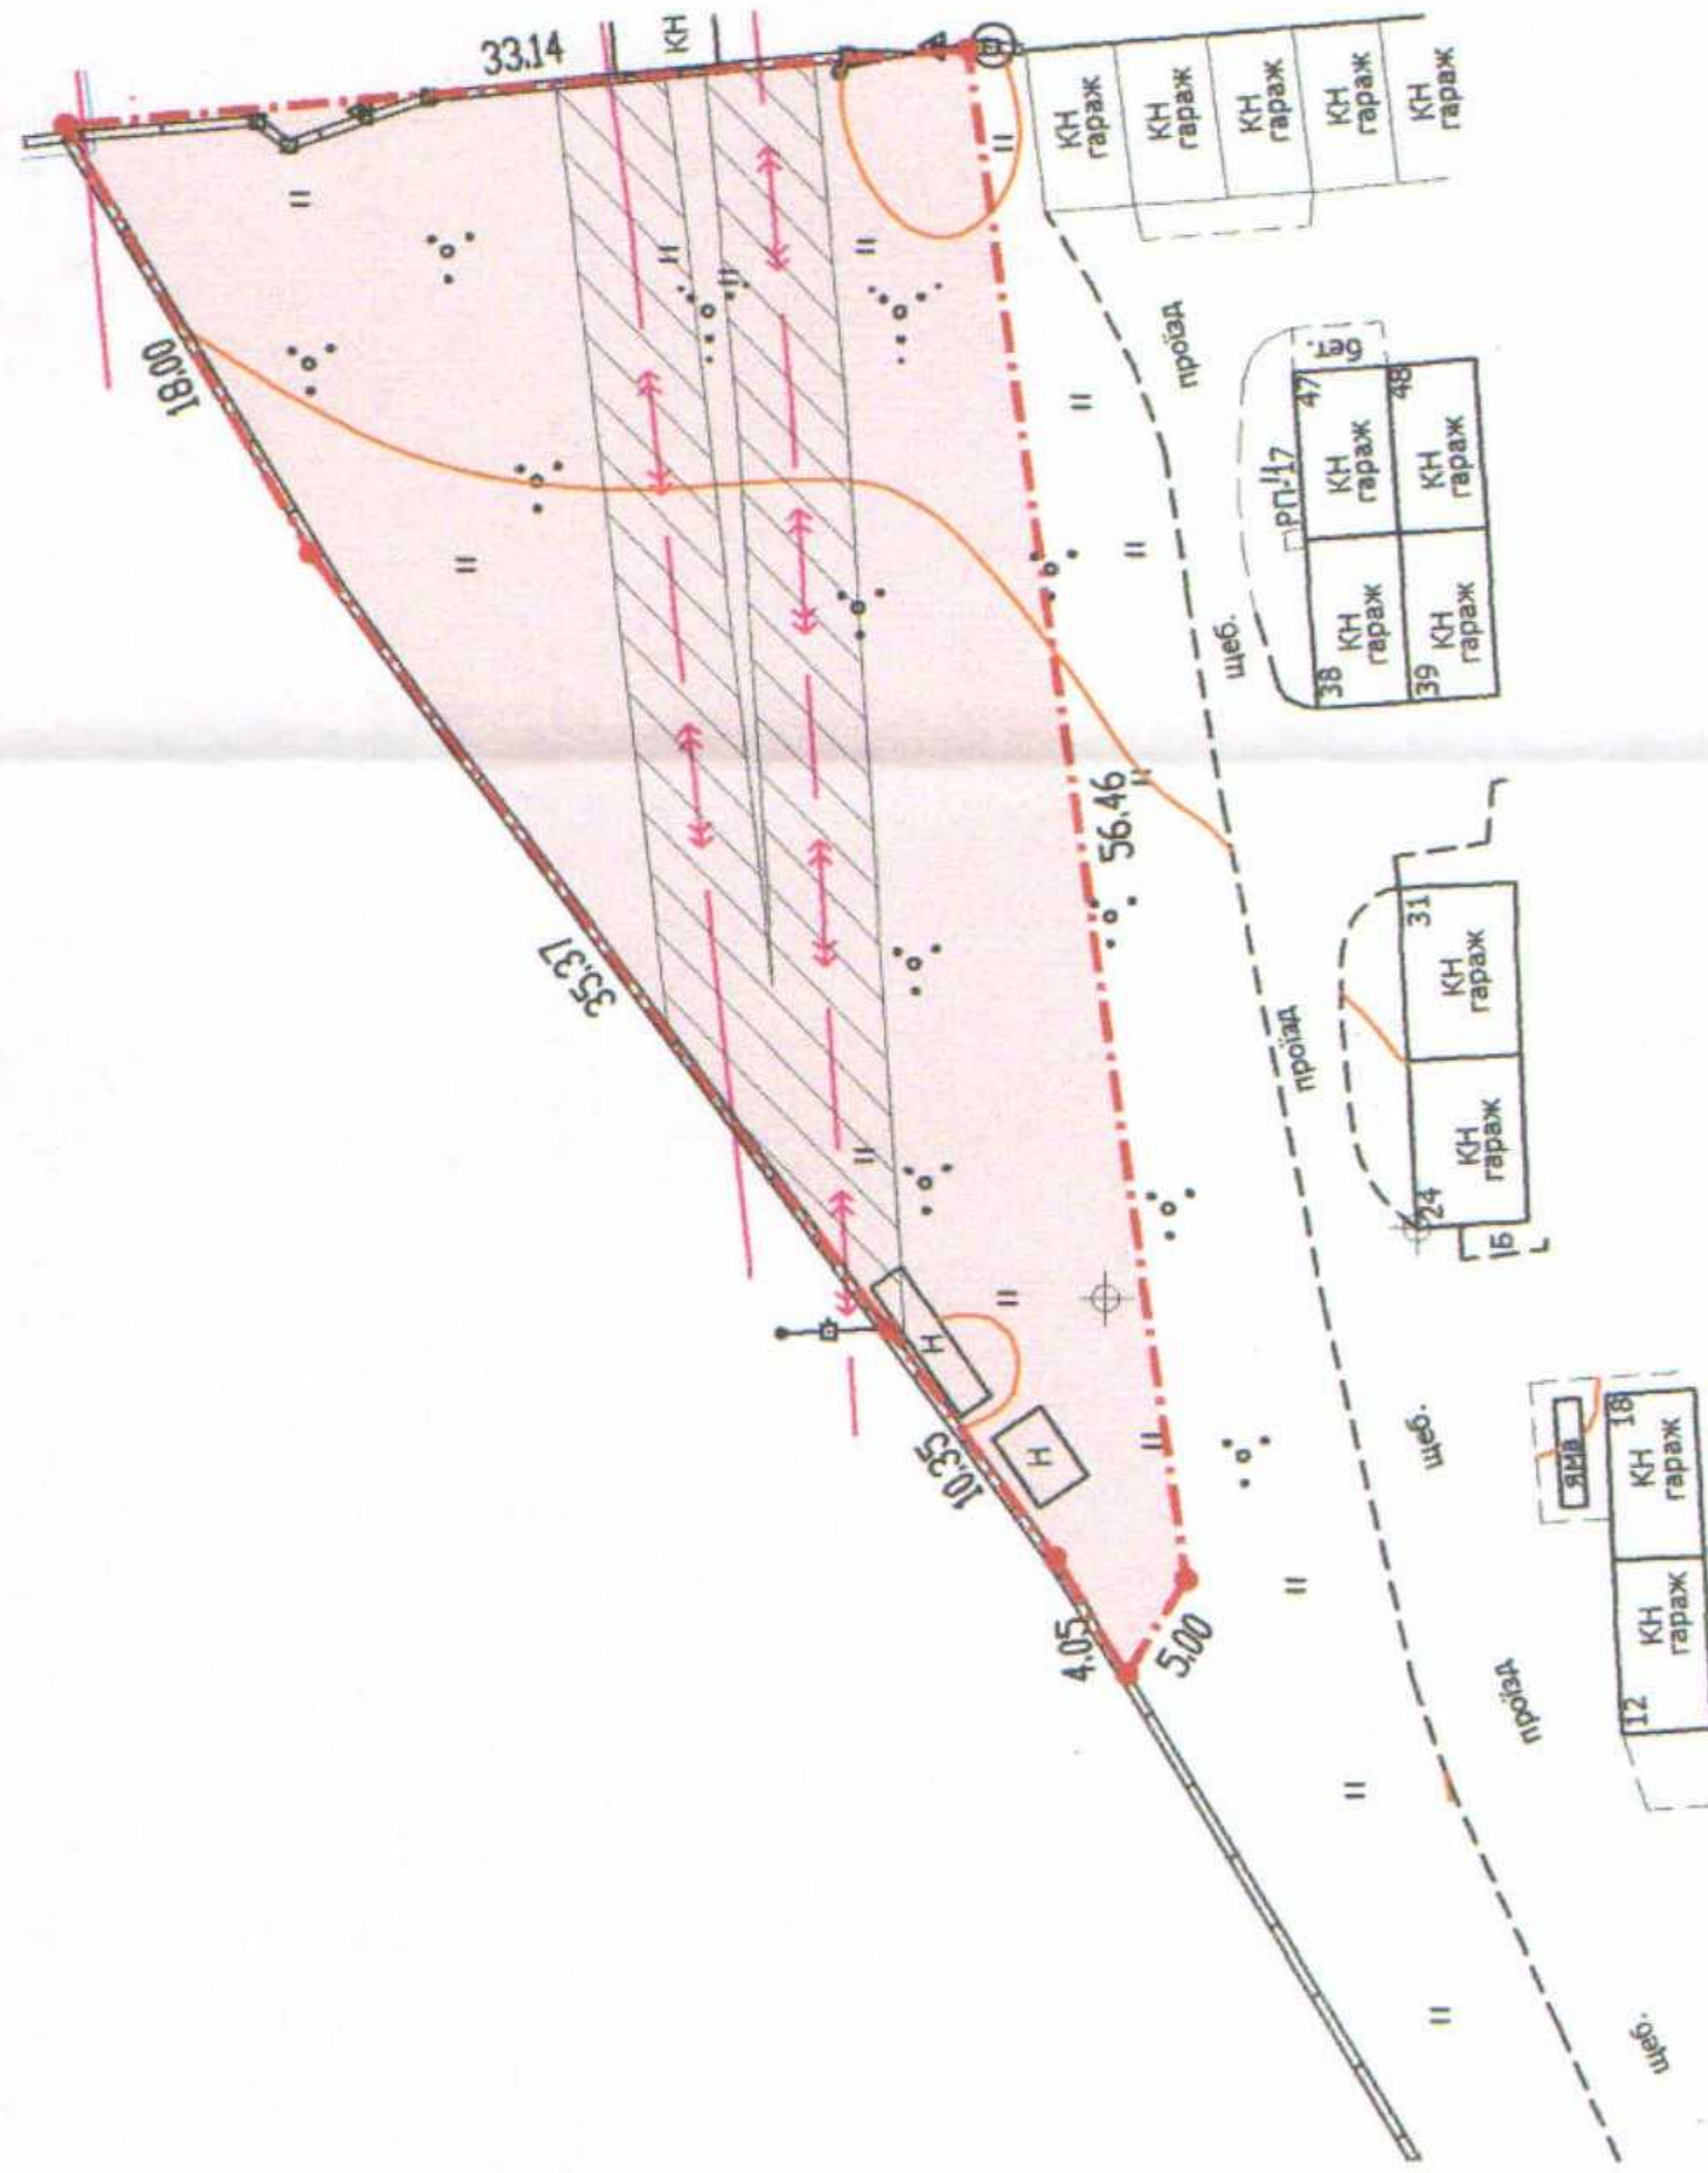 33.14
КН
18.00
КН
гараж
КН
гараж
КН
гараж
КН
гараж
КН
гараж
проїзд
бет.
47
48
РП-17
КН
гараж
КН
гараж
щеб.
38
КН
гараж
39
КН
гараж
35.37
56.46
31
КН
гараж
проїзд
24
КН
гараж
Б
Н
Н
10.35
щеб.
яма
18
КН
гараж
4.05
5.00
КН
гараж
12
проїзд
щеб.